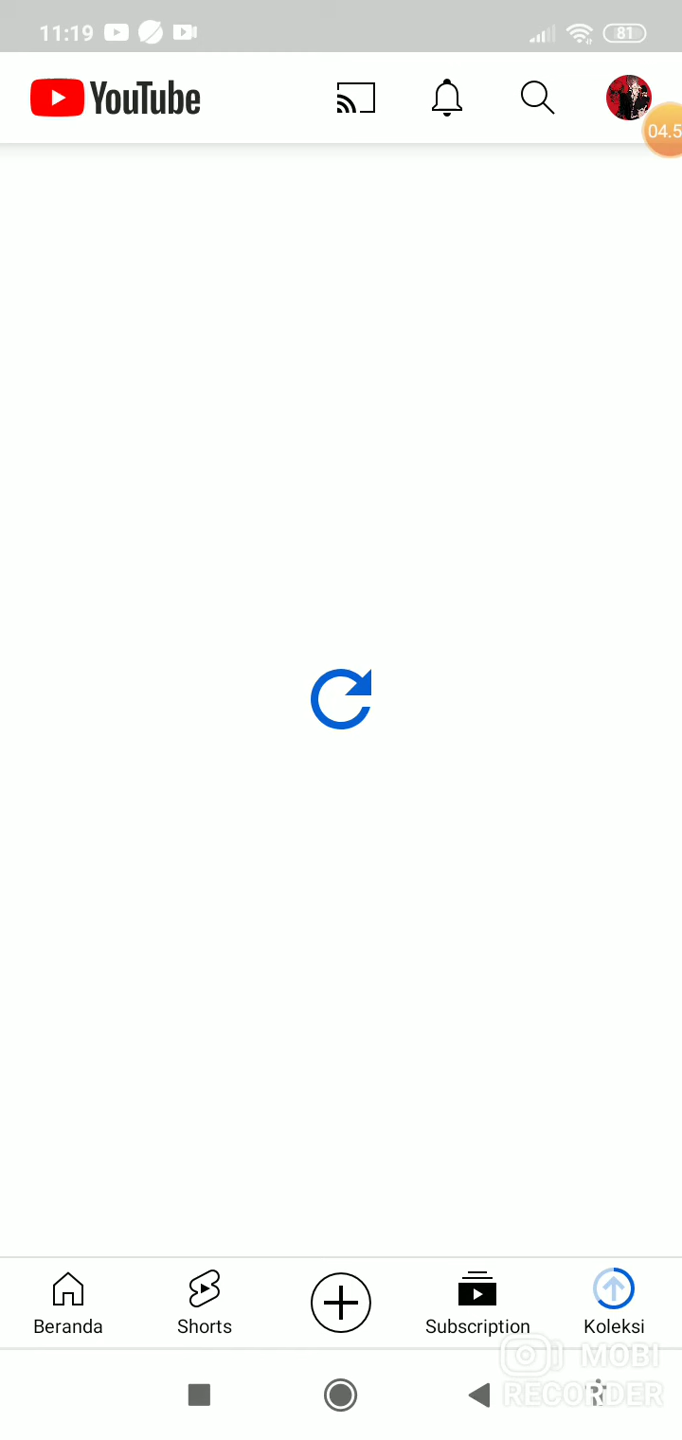 11:19
81
YouTube
04.5
Beranda
Shorts
Subscription
Koleksi
MOBI
RECORDER